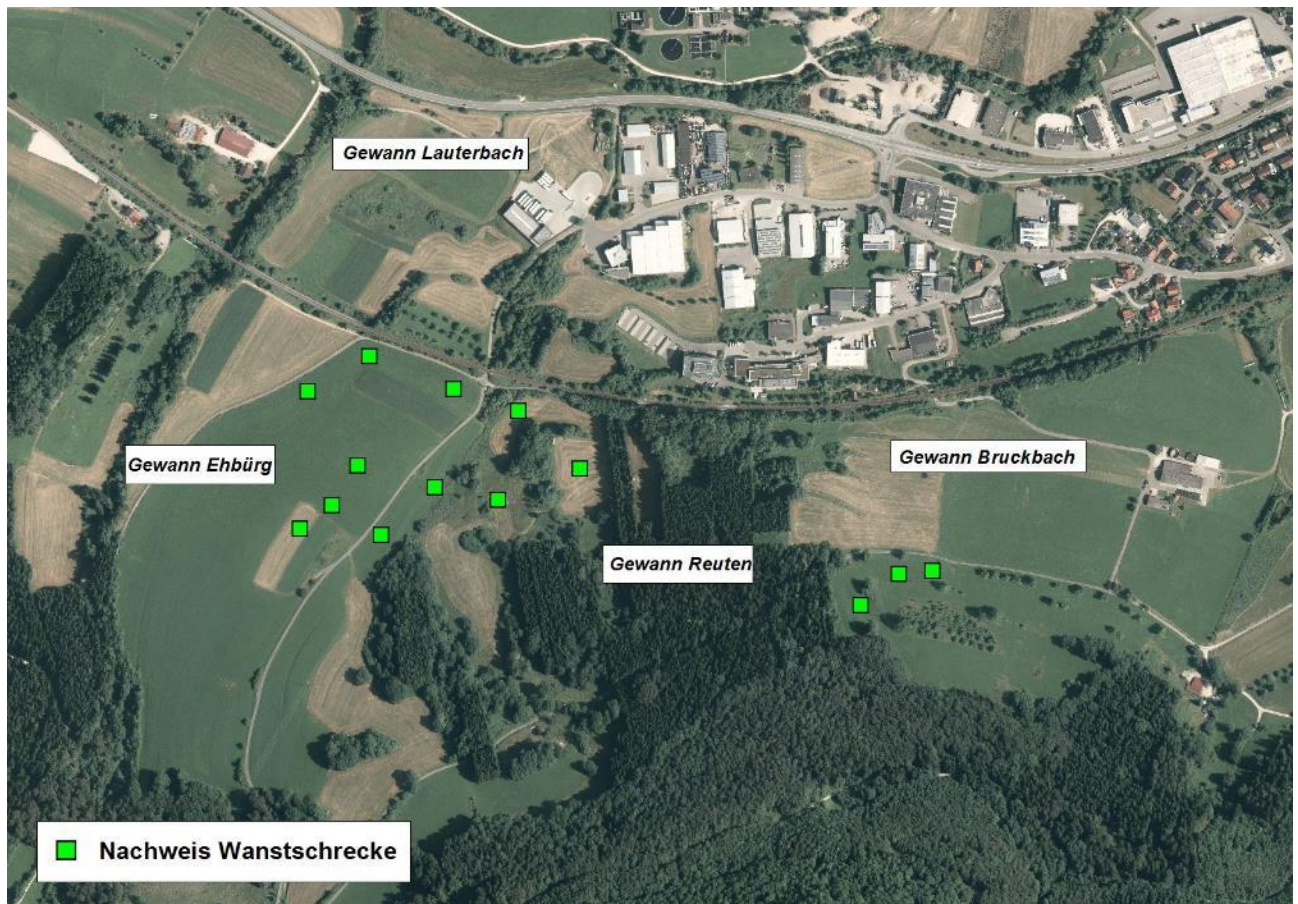 Gewann Lauterbach
Gewann Ehbürg
Gewann Bruckbach
Gewann Reuten
Nachweis Wanstschrecke